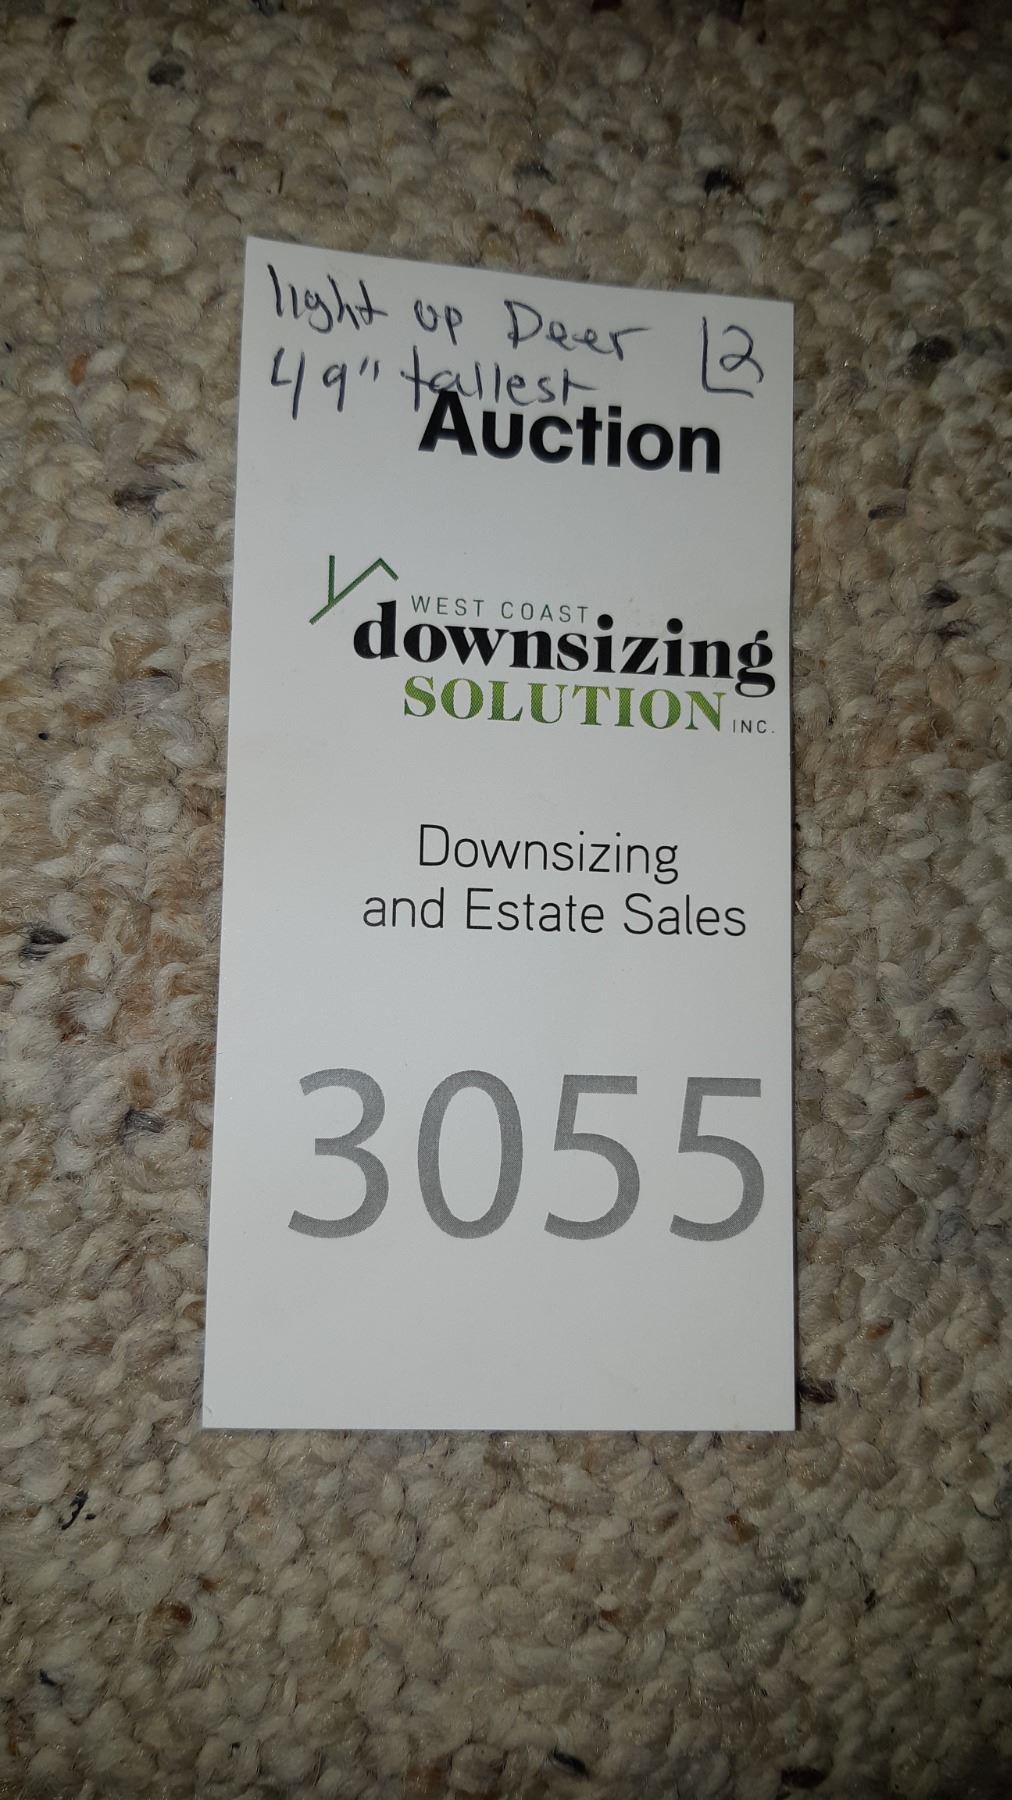 light up Deer L2
49" tallest
Auction
WEST COAST
downsizing
SOLUTION INC.
Downsizing
and Estate Sales
3055